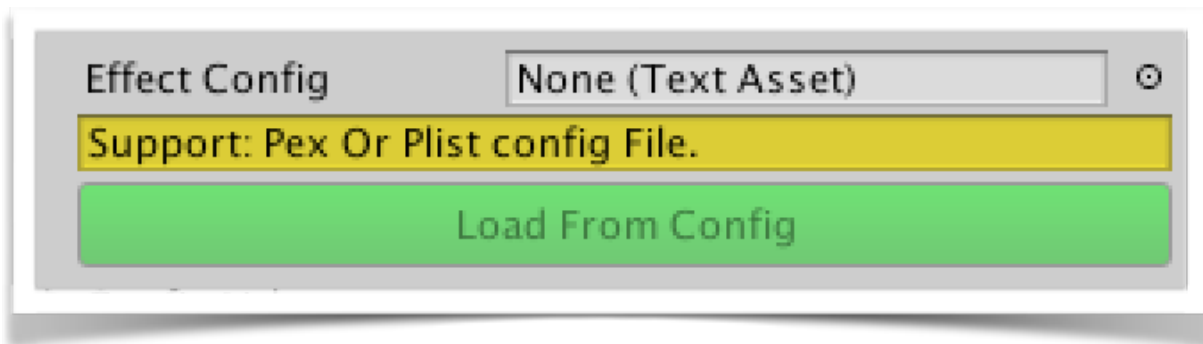 Effect Config None (Text Asset)
Support: Pex Or Plist config File.
Load From Config